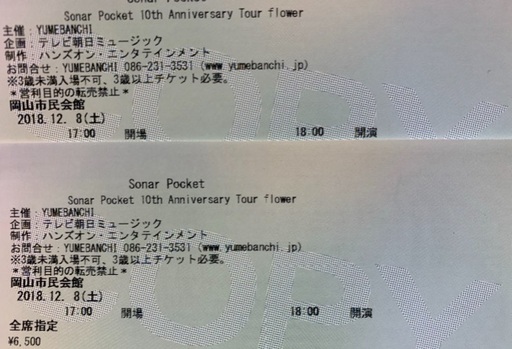 Sonar Pocket
Sonar Pocket 10th Anniversary Tour flower
主催：YUMEBANCHI
企画：テレビ朝日ミュージック
制作：ハンズオン・エンタテインメント
お問合せ：YUMEBANCHI 086-231-3531 (www.yumebanchi.jp)
※3歳未満入場不可、3歳以上チケット必要。
＊営利目的の転売禁止＊
岡山市民会館
2018.12. 8(土)
17:00 開場 18:00 開演
Sonar Pocket
Sonar Pocket 10th Anniversary Tour flower
主催：YUMEBANCHI
企画：テレビ朝日ミュージック
制作：ハンズオン・エンタテインメント
お問合せ：YUMEBANCHI 086-231-3531 (www.yumebanchi.jp)
※3歳未満入場不可、3歳以上チケット必要。
＊営利目的の転売禁止＊
岡山市民会館
2018.12. 8(土)
17:00 開場 18:00 開演
全席指定
¥6,500
COPY